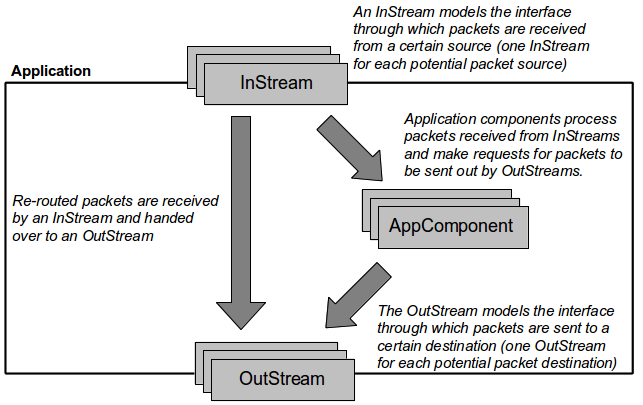 An InStream models the interface
through which packets are received
from a certain source (one InStream
for each potential packet source)
Application
InStream
Application components process
packets received from InStreams
and make requests for packets to
be sent out by OutStreams.
Re-routed packets are received
by an InStream and handed
over to an OutStream
AppComponent
The OutStream models the interface
through which packets are sent to a
certain destination (one OutStream
for each potential packet destination)
OutStream